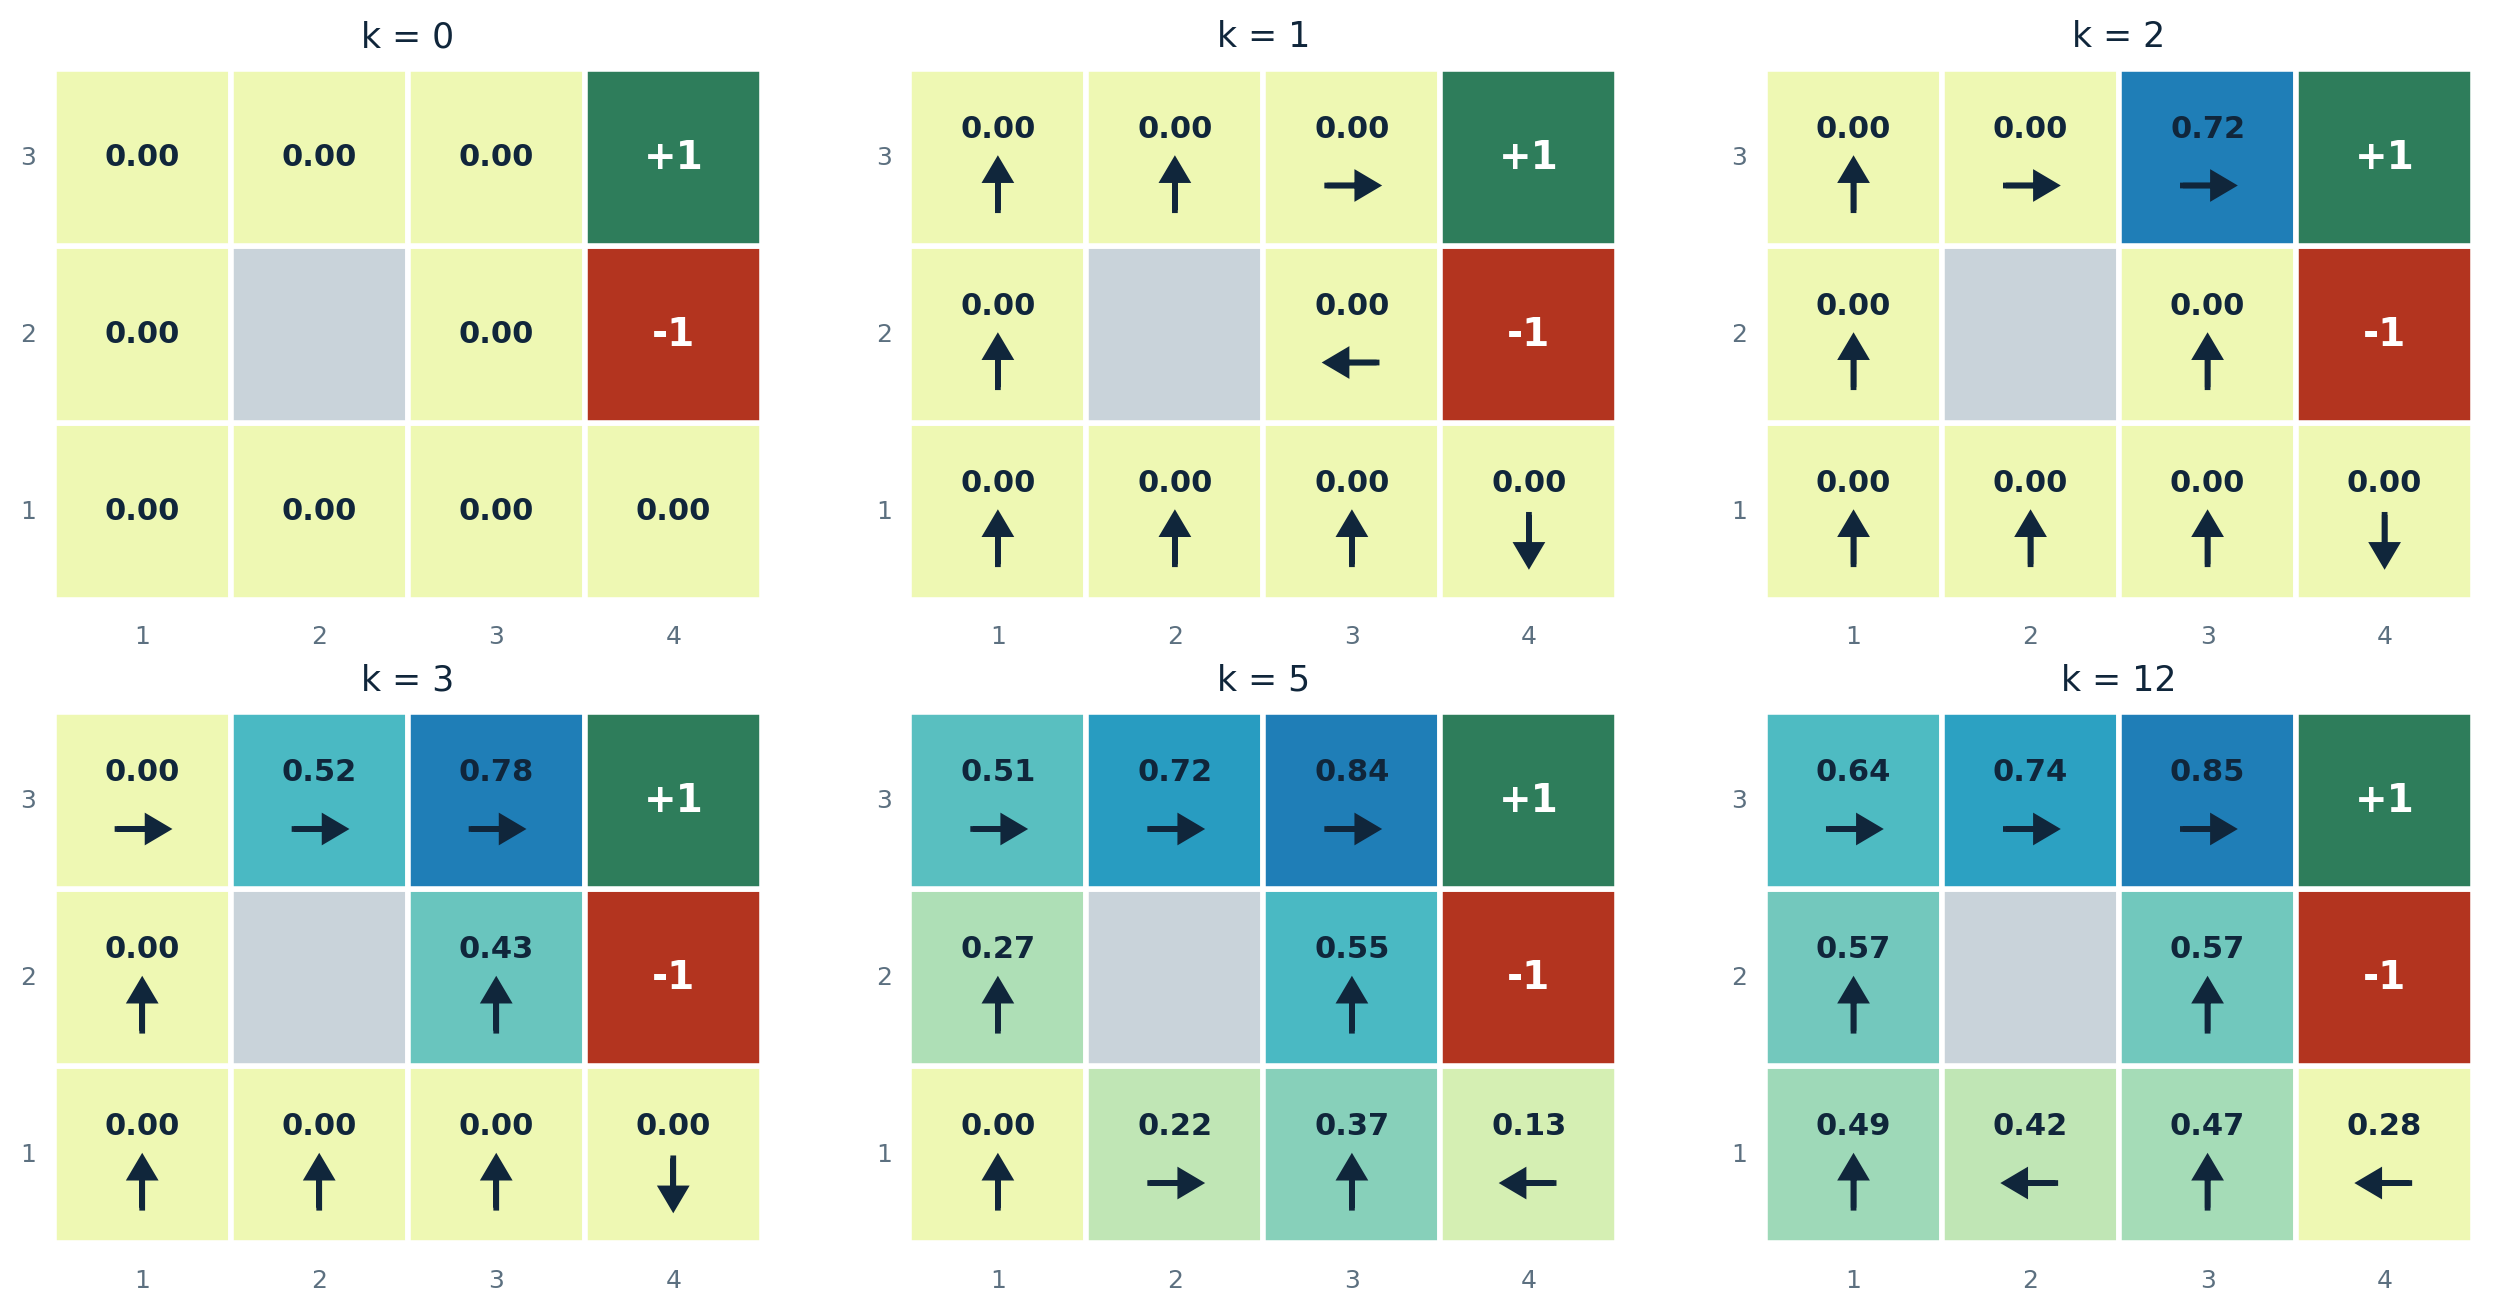 k = 0
k = 1
k = 2
3 0.00 0.00 0.00 +1
3 0.00 0.00 0.00 +1
3 0.00 0.00 0.72 +1
2 0.00 0.00 -1
2 0.00 0.00 -1
2 0.00 0.00 -1
1 0.00 0.00 0.00 0.00
1 0.00 0.00 0.00 0.00
1 0.00 0.00 0.00 0.00
1 2 3 4
1 2 3 4
1 2 3 4
k = 3
k = 5
k = 12
3 0.00 0.52 0.78 +1
3 0.51 0.72 0.84 +1
3 0.64 0.74 0.85 +1
2 0.00 0.43 -1
2 0.27 0.55 -1
2 0.57 0.57 -1
1 0.00 0.00 0.00 0.00
1 0.00 0.22 0.37 0.13
1 0.49 0.42 0.47 0.28
1 2 3 4
1 2 3 4
1 2 3 4